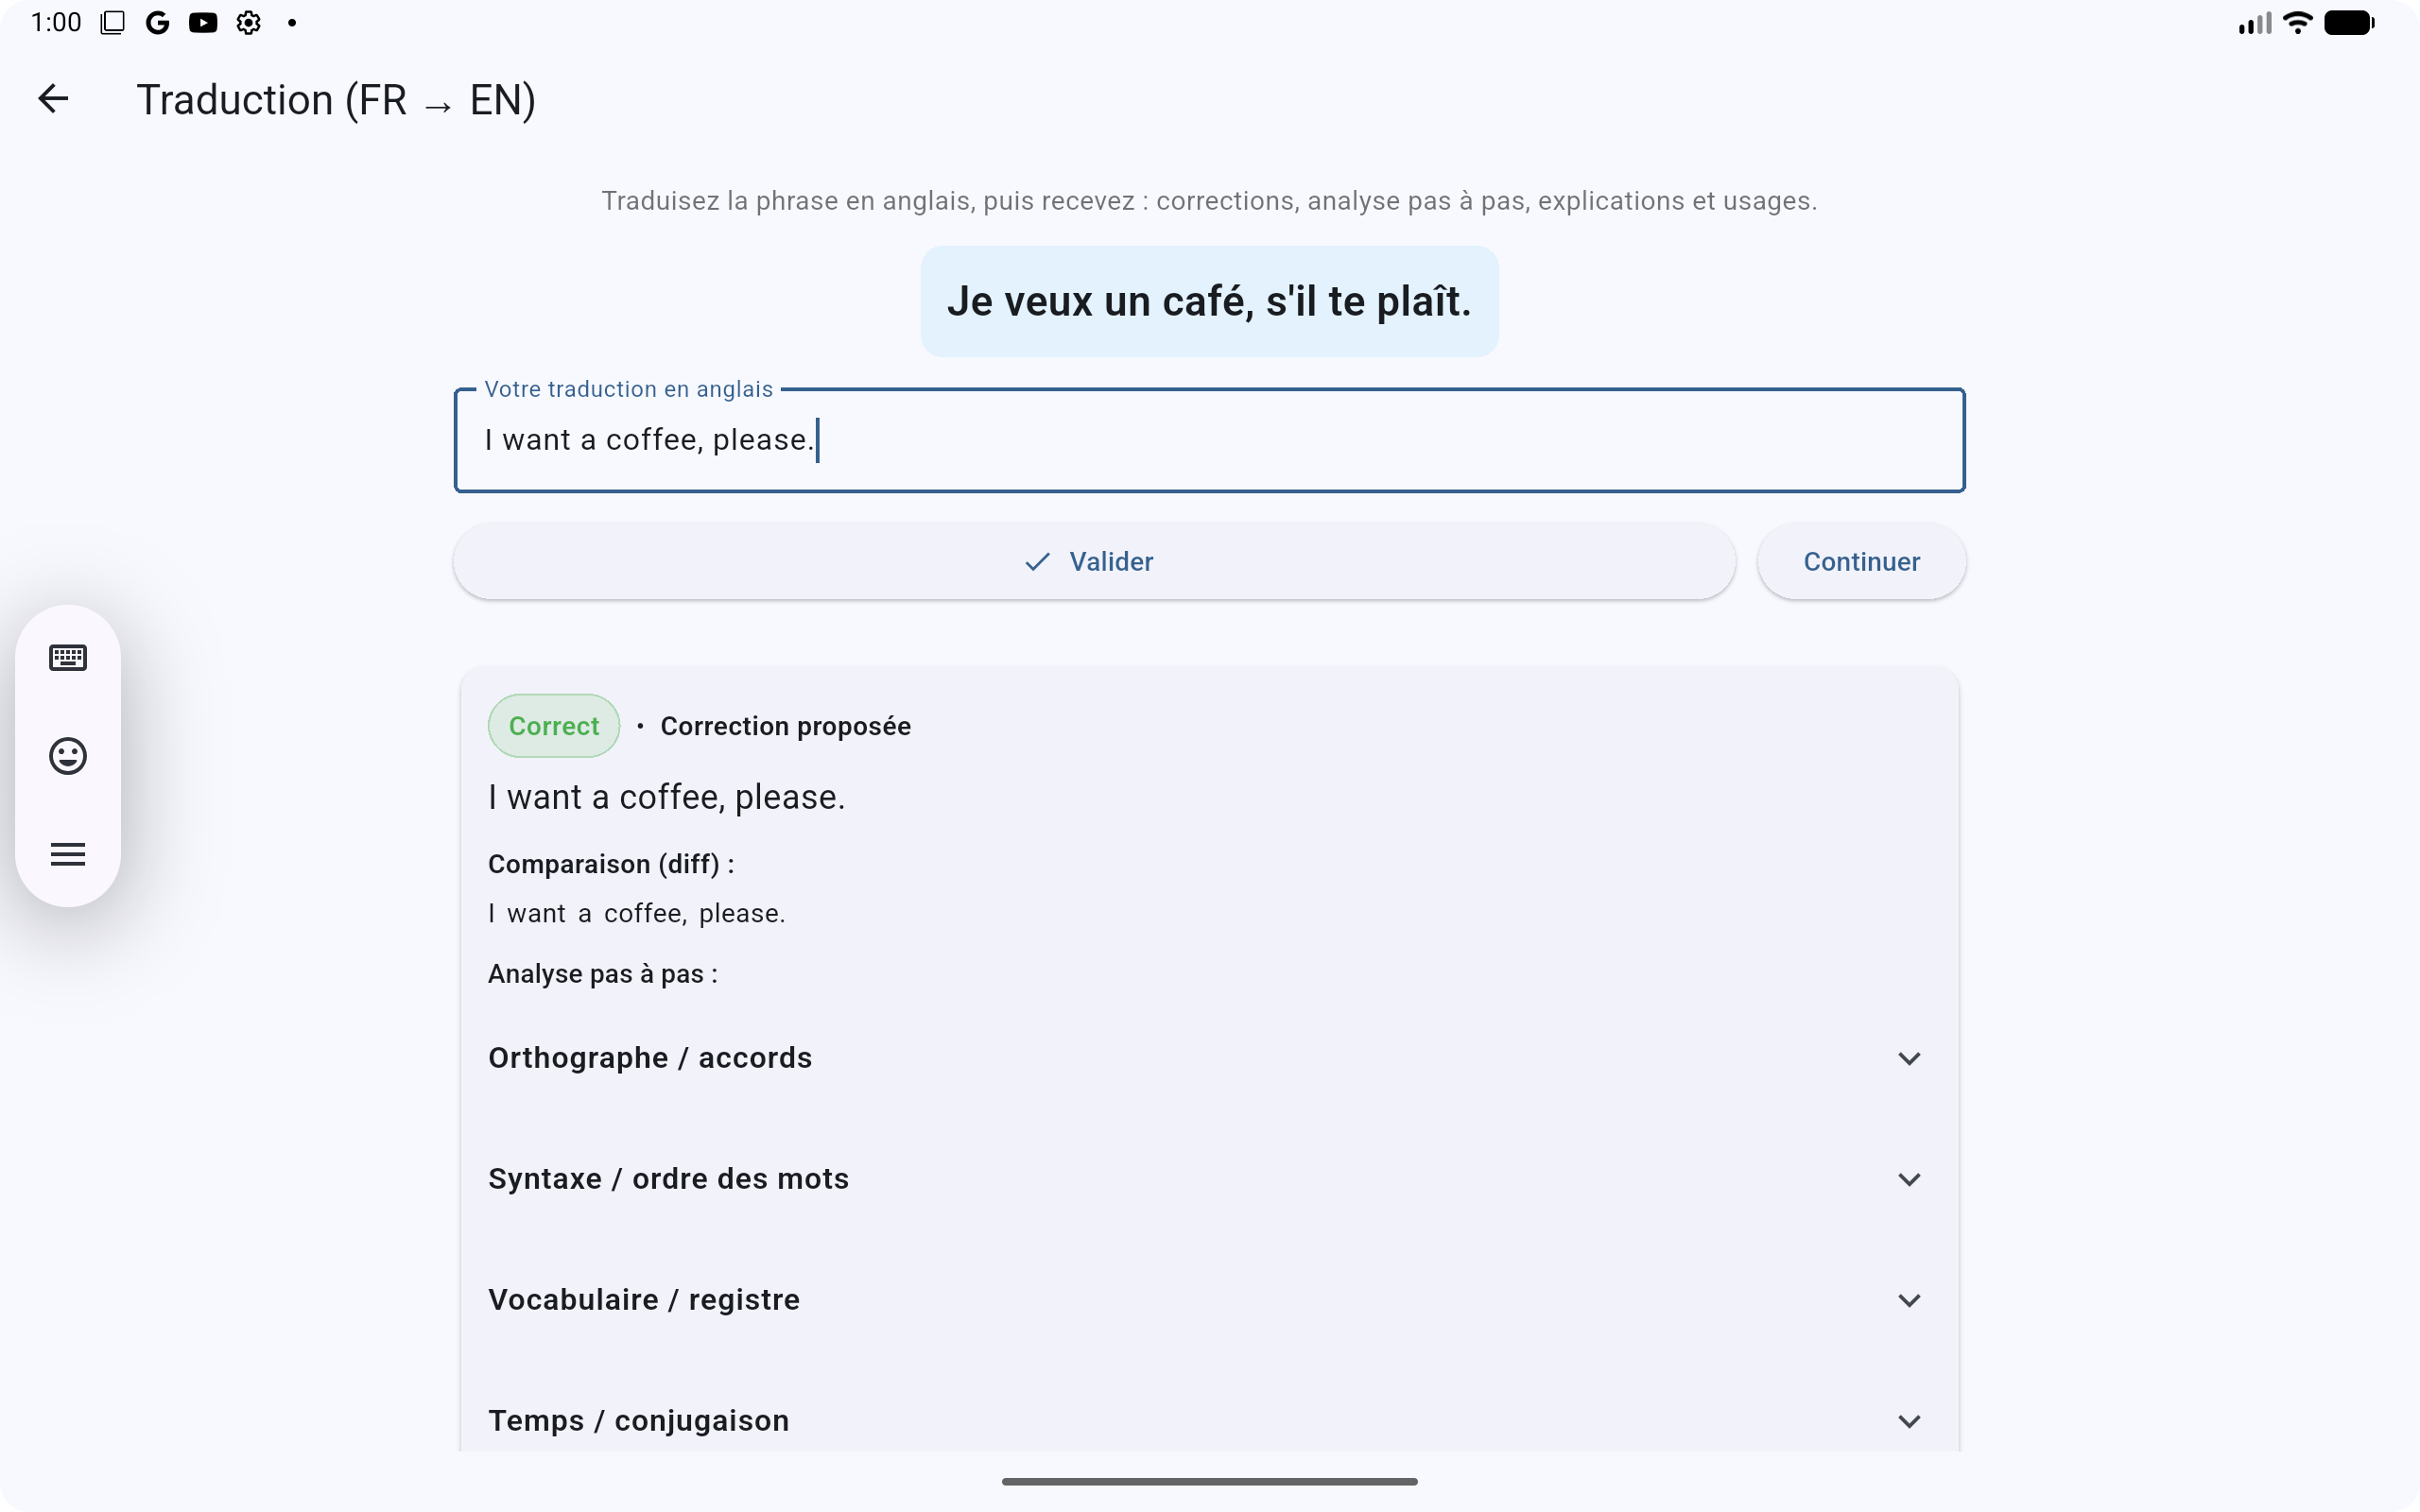 1:00
Traduction (FR → EN)
Traduisez la phrase en anglais, puis recevez : corrections, analyse pas à pas, explications et usages.
Je veux un café, s'il te plaît.
Votre traduction en anglais
I want a coffee, please.
Valider
Continuer
Correct • Correction proposée
I want a coffee, please.
Comparaison (diff) :
I want a coffee, please.
Analyse pas à pas :
Orthographe / accords
Syntaxe / ordre des mots
Vocabulaire / registre
Temps / conjugaison